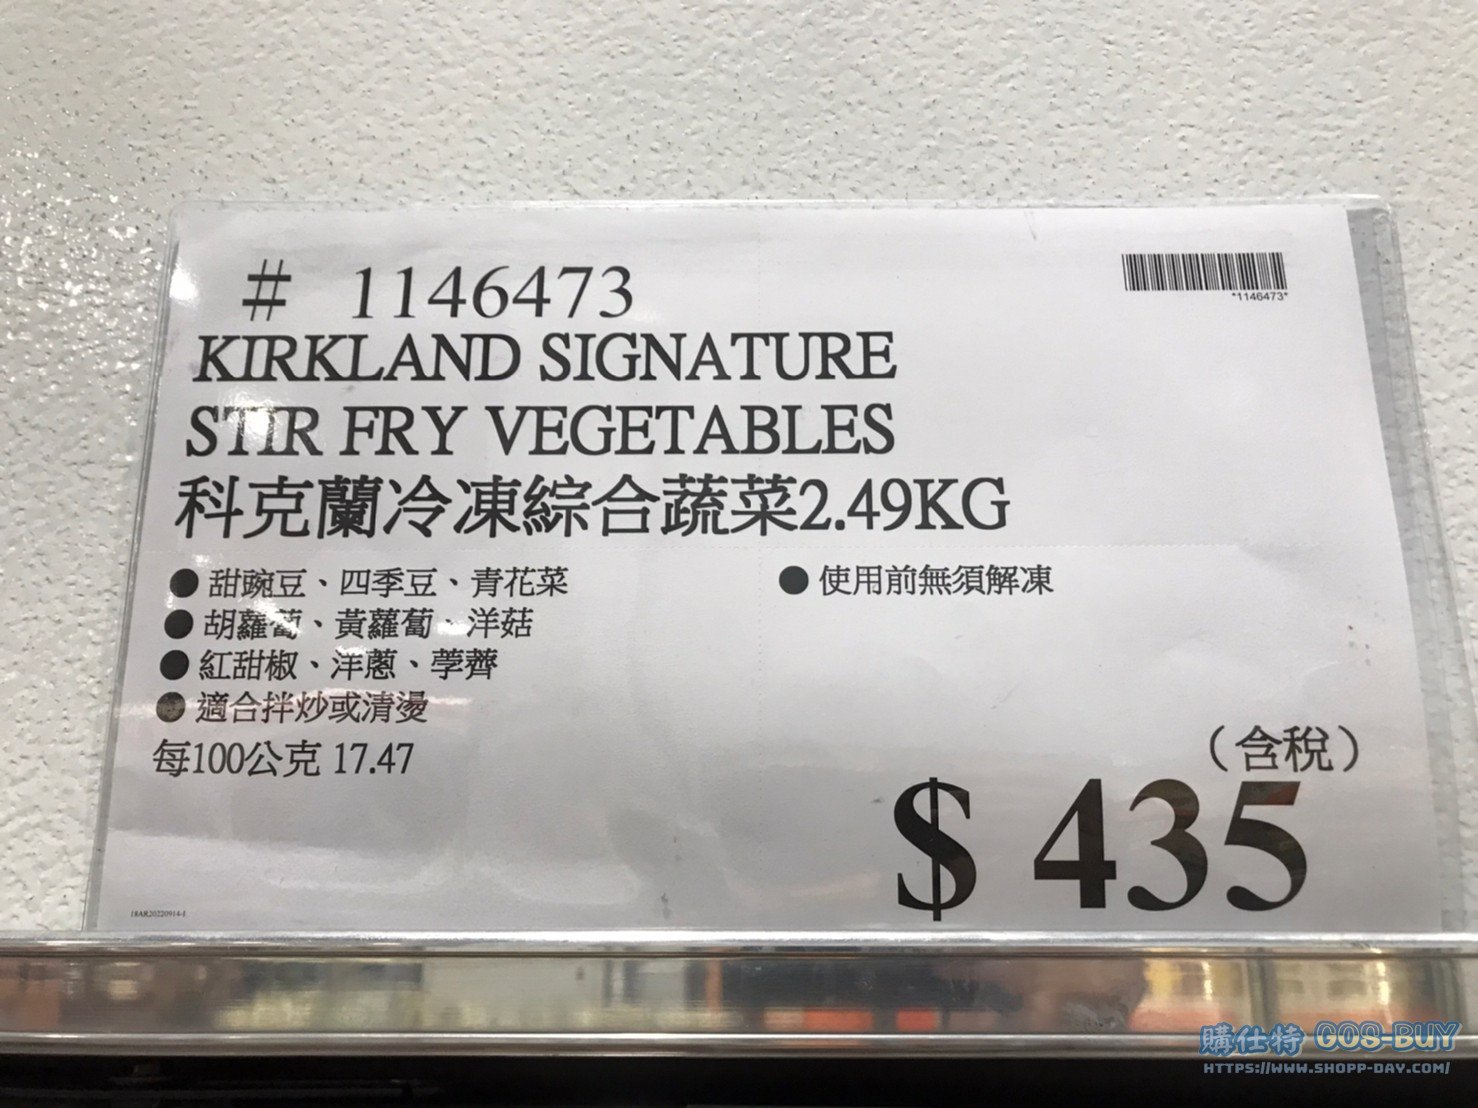 # 1146473
*1146473*
KIRKLAND SIGNATURE
STIR FRY VEGETABLES
科克蘭冷凍綜合蔬菜2.49KG
●甜豌豆、四季豆、青花菜
●使用前無須解凍
●胡蘿蔔、黃蘿蔔、洋菇
●紅甜椒、洋蔥、荸薺
●適合拌炒或清燙
每100公克 17.47
（含稅）
$ 435
18AR20220914-1
購仕特 GOS-BUY
HTTPS://WWW.SHOPP-DAY.COM/